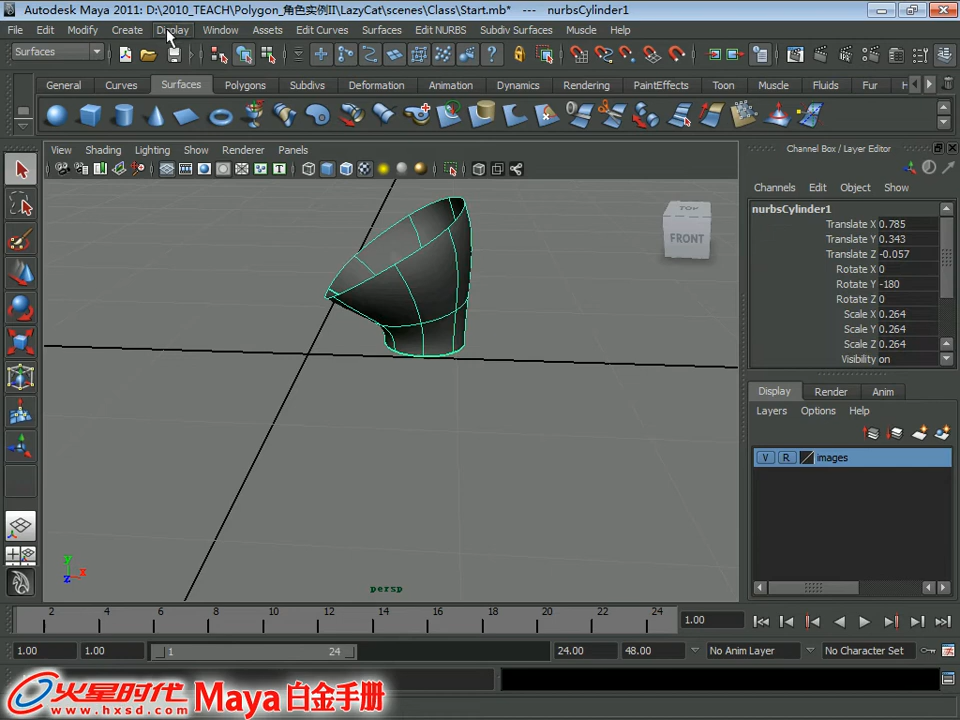 Autodesk Maya 2011: D:\2010_TEACH\Polygon_角色实例II\LazyCat\scenes\Class\Start.mb* --- nurbsCylinder1
File Edit Modify Create Display Window Assets Edit Curves Surfaces Edit NURBS Subdiv Surfaces Muscle Help
Surfaces
General Curves Surfaces Polygons Subdivs Deformation Animation Dynamics Rendering PaintEffects Toon Muscle Fluids Fur H
View Shading Lighting Show Renderer Panels
Channel Box / Layer Editor
Channels Edit Object Show
nurbsCylinder1
Translate X 0.785
Translate Y 0.343
Translate Z -0.057
Rotate X 0
Rotate Y -180
Rotate Z 0
Scale X 0.264
Scale Y 0.264
Scale Z 0.264
Visibility on
TOP
FRONT
Display Render Anim
Layers Options Help
V R images
y
x
z
persp
2 4 6 8 10 12 14 16 18 20 22 24
1.00
1.00 1.00 1 24 24.00 48.00 No Anim Layer No Character Set
火星时代 Maya 白金手册
www.hxsd.com